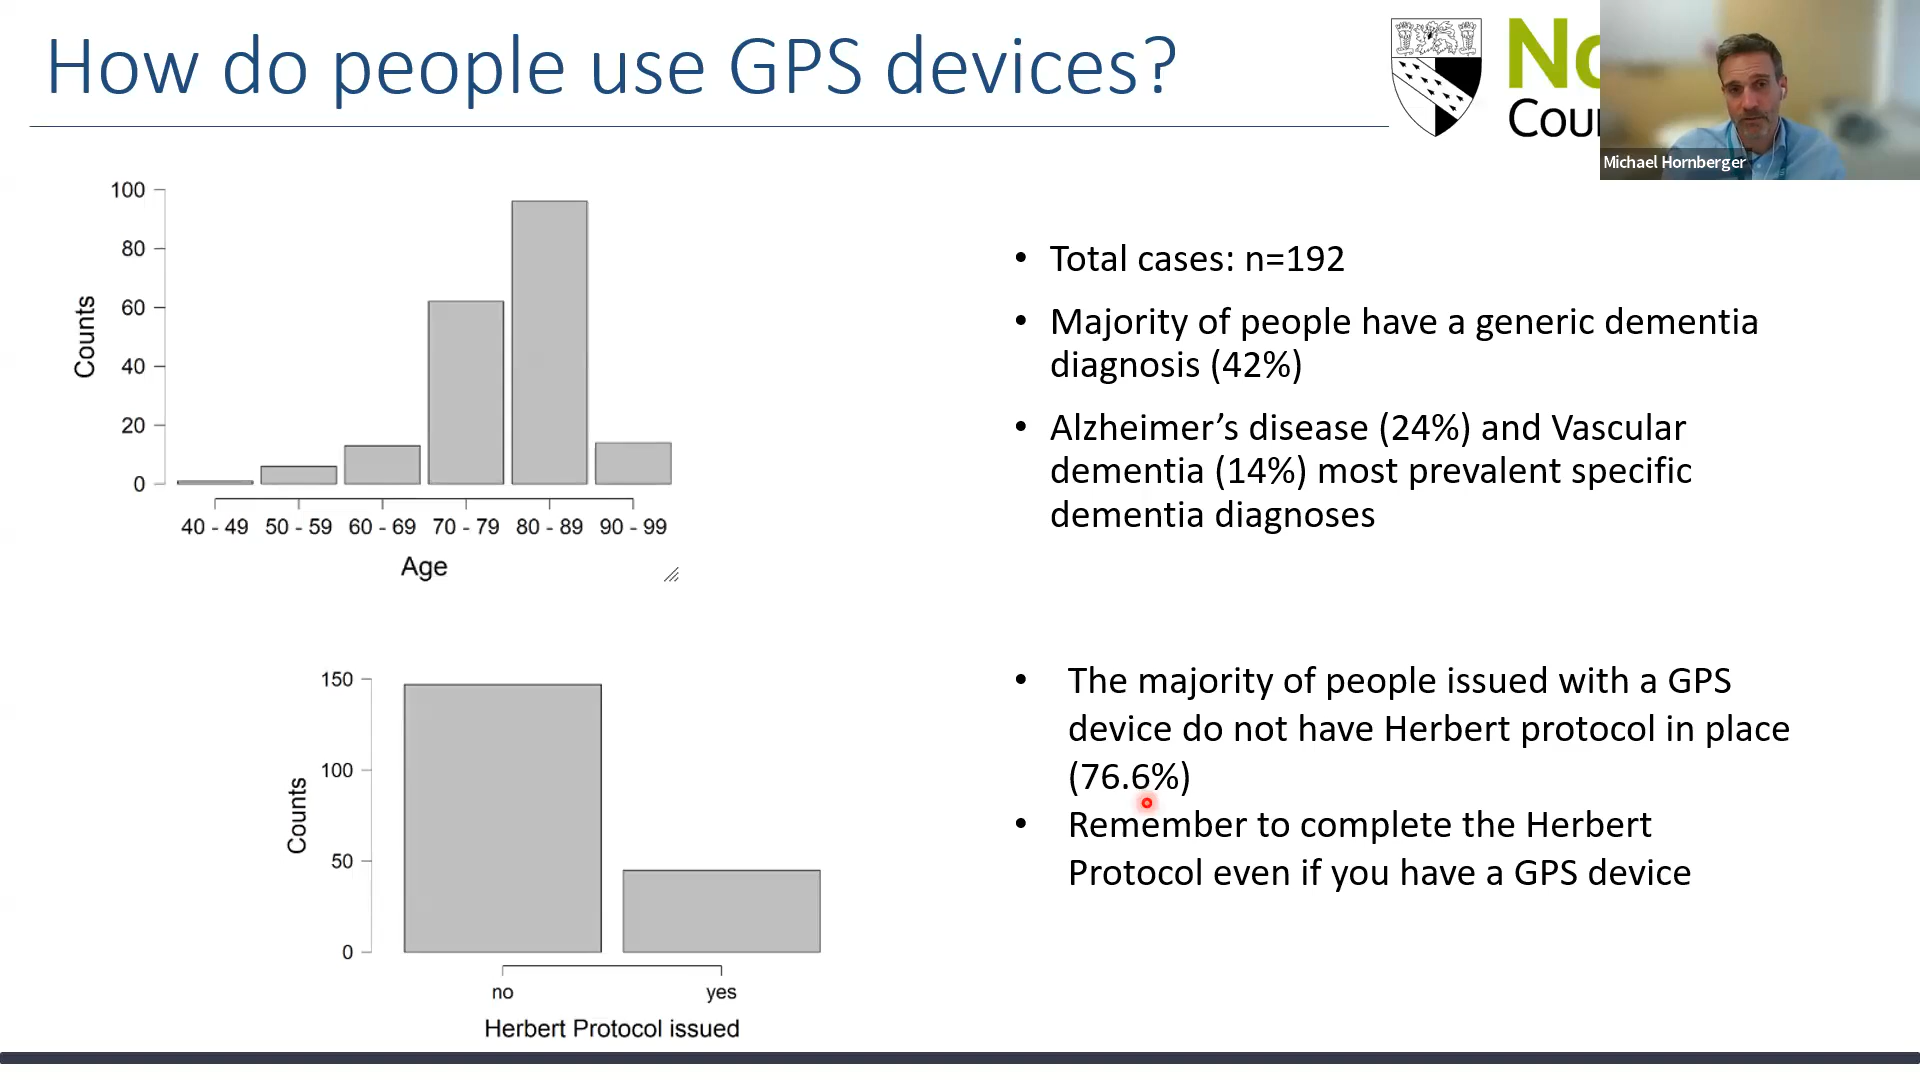 How do people use GPS devices?
No
Cou
Michael Hornberger
100
80
60
40
20
0
Counts
40 - 49 50 - 59 60 - 69 70 - 79 80 - 89 90 - 99
Age
• Total cases: n=192
• Majority of people have a generic dementia
diagnosis (42%)
• Alzheimer’s disease (24%) and Vascular
dementia (14%) most prevalent specific
dementia diagnoses
150
100
50
0
Counts
no yes
Herbert Protocol issued
• The majority of people issued with a GPS
device do not have Herbert protocol in place
(76.6%)
• Remember to complete the Herbert
Protocol even if you have a GPS device